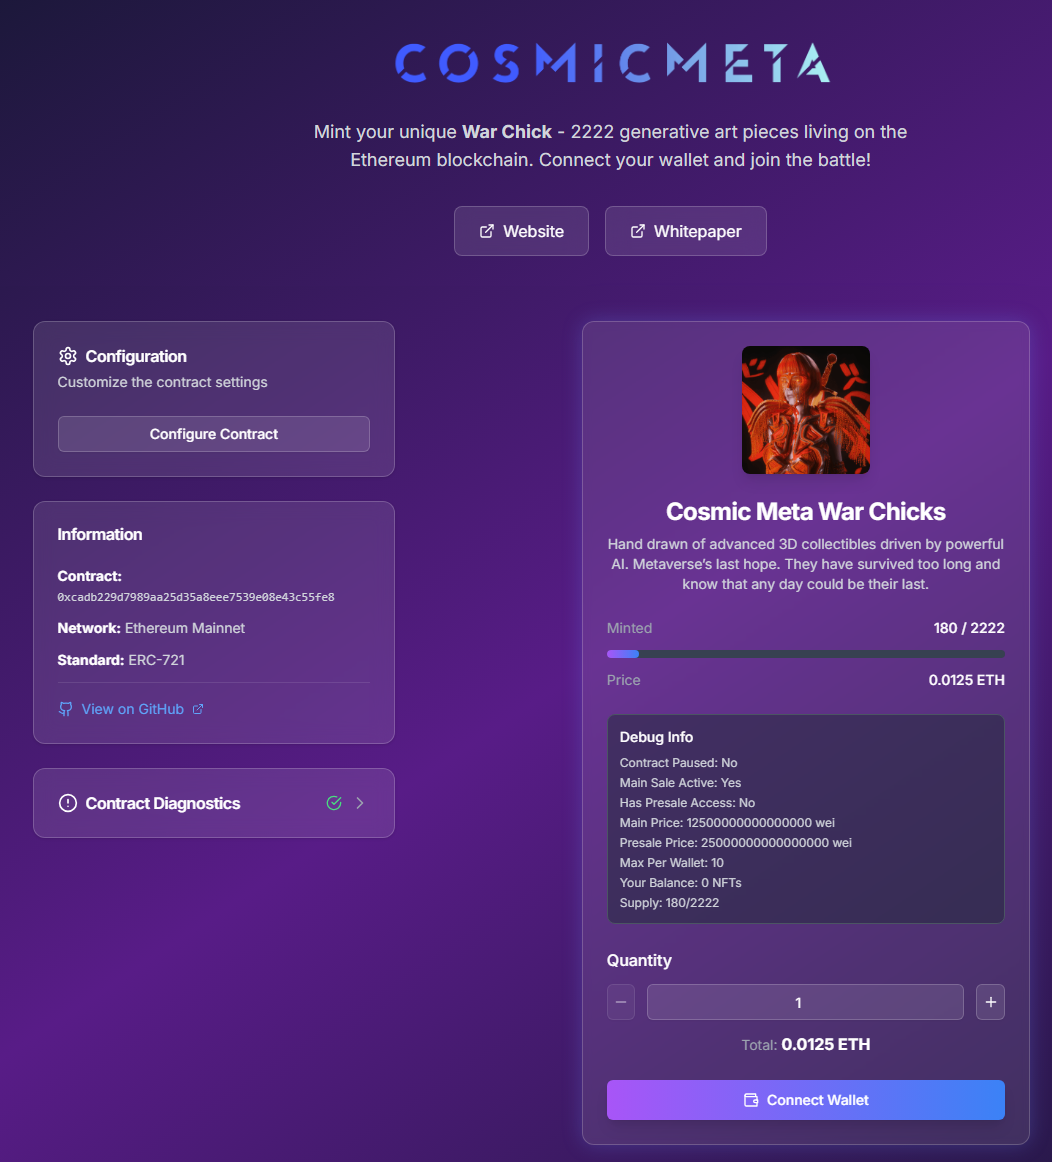 COSMICMETA
Mint your unique War Chick - 2222 generative art pieces living on the
Ethereum blockchain. Connect your wallet and join the battle!
Website
Whitepaper
Configuration
Customize the contract settings
Configure Contract
Information
Contract:
0xcadb229d7989aa25d35a8eee7539e08e43c55fe8
Network: Ethereum Mainnet
Standard: ERC-721
View on GitHub
Contract Diagnostics
Cosmic Meta War Chicks
Hand drawn of advanced 3D collectibles driven by powerful
AI. Metaverse’s last hope. They have survived too long and
know that any day could be their last.
Minted 180 / 2222
Price 0.0125 ETH
Debug Info
Contract Paused: No
Main Sale Active: Yes
Has Presale Access: No
Main Price: 12500000000000000 wei
Presale Price: 25000000000000000 wei
Max Per Wallet: 10
Your Balance: 0 NFTs
Supply: 180/2222
Quantity
1
Total: 0.0125 ETH
Connect Wallet